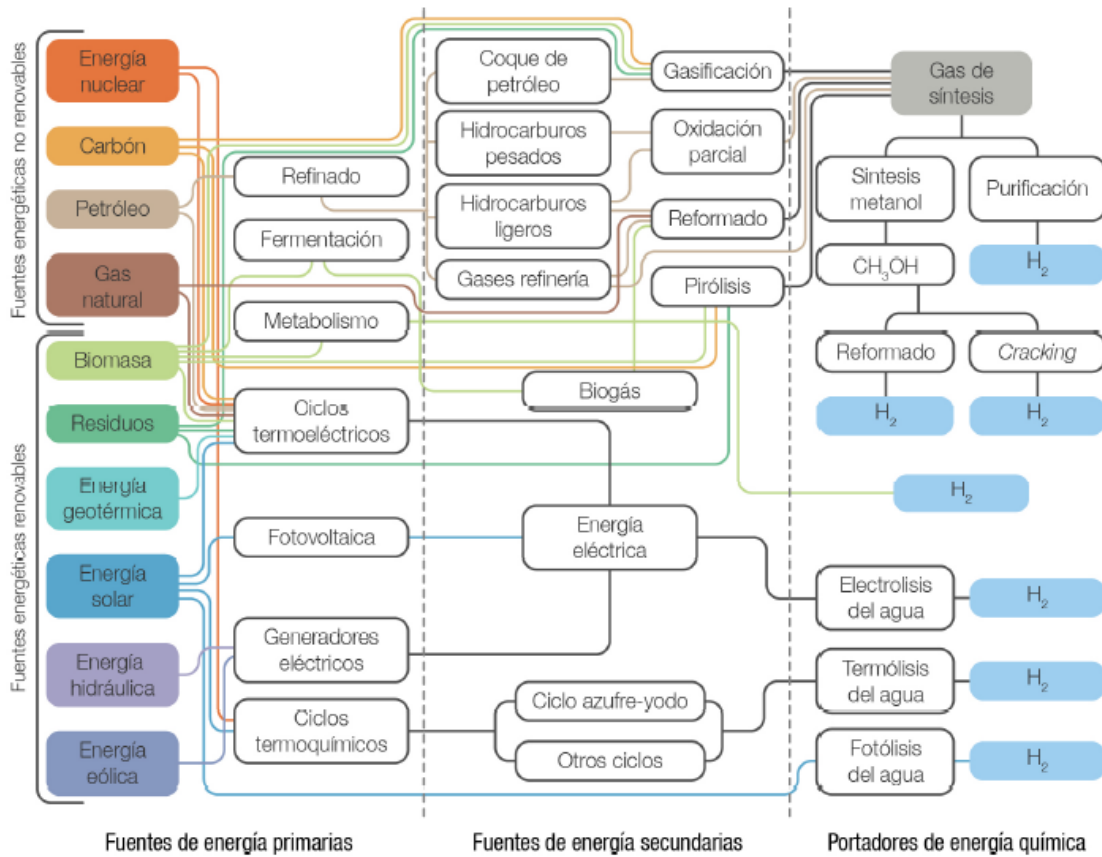 Fuentes energéticas no renovables
Energía
nuclear
Carbón
Petróleo
Gas
natural
Fuentes energéticas renovables
Biomasa
Residuos
Energía
geotérmica
Energía
solar
Energía
hidráulica
Energía
eólica
Refinado
Fermentación
Metabolismo
Ciclos
termoeléctricos
Fotovoltaica
Generadores
eléctricos
Ciclos
termoquímicos
Coque de
petróleo
Hidrocarburos
pesados
Hidrocarburos
ligeros
Gases refinería
Gasificación
Oxidación
parcial
Reformado
Pirólisis
Biogás
Energía
eléctrica
Ciclo azufre-yodo
Otros ciclos
Gas de
síntesis
Síntesis
metanol
Purificación
CH₃OH
H₂
Reformado
Cracking
H₂
H₂
H₂
Electrolisis
del agua
H₂
Termólisis
del agua
H₂
Fotólisis
del agua
H₂
Fuentes de energía primarias
Fuentes de energía secundarias
Portadores de energía química